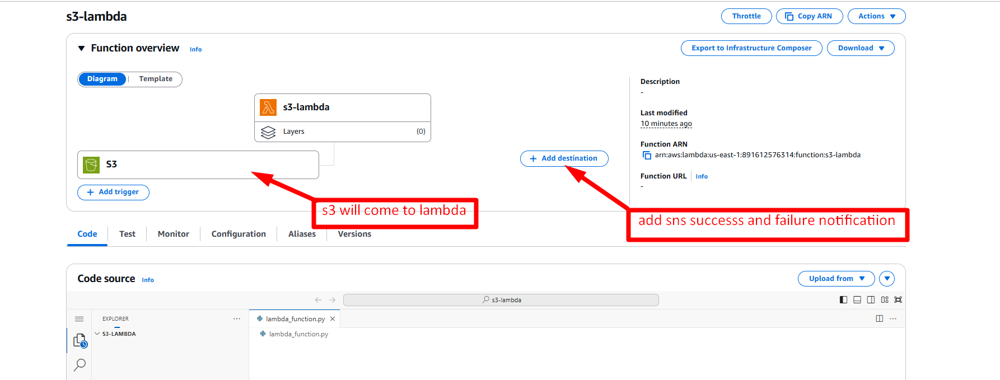 s3-lambda
Throttle
Copy ARN
Actions
Function overview Info
Export to Infrastructure Composer
Download
Diagram
Template
s3-lambda
Layers (0)
S3
Add trigger
Add destination
Description
-
Last modified
10 minutes ago
Function ARN
arn:aws:lambda:us-east-1:891612576314:function:s3-lambda
Function URL Info
-
s3 will come to lambda
add sns successs and failure notificatiion
Code
Test
Monitor
Configuration
Aliases
Versions
Code source Info
Upload from
s3-lambda
EXPLORER
S3-LAMBDA
lambda_function.py
lambda_function.py